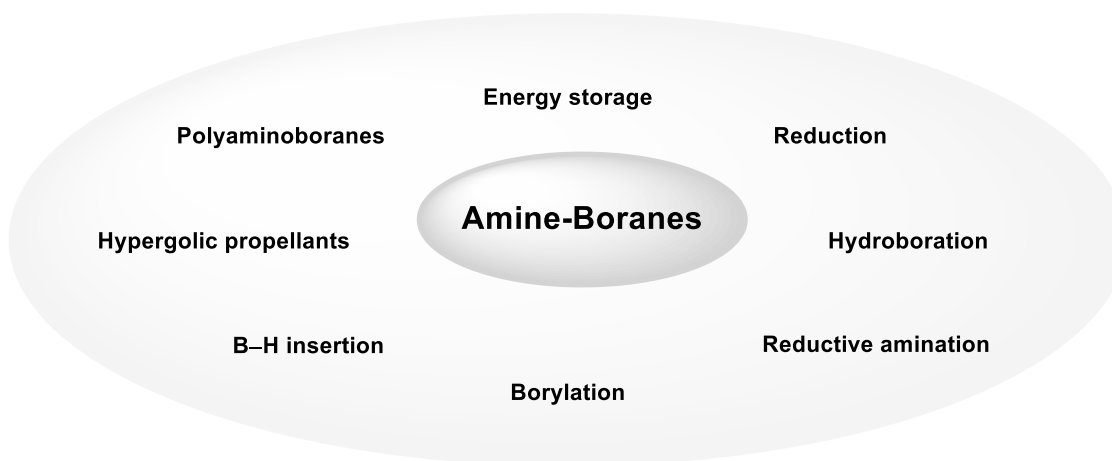 Energy storage
Polyaminoboranes
Reduction
Amine-Boranes
Hypergolic propellants
Hydroboration
B–H insertion
Reductive amination
Borylation